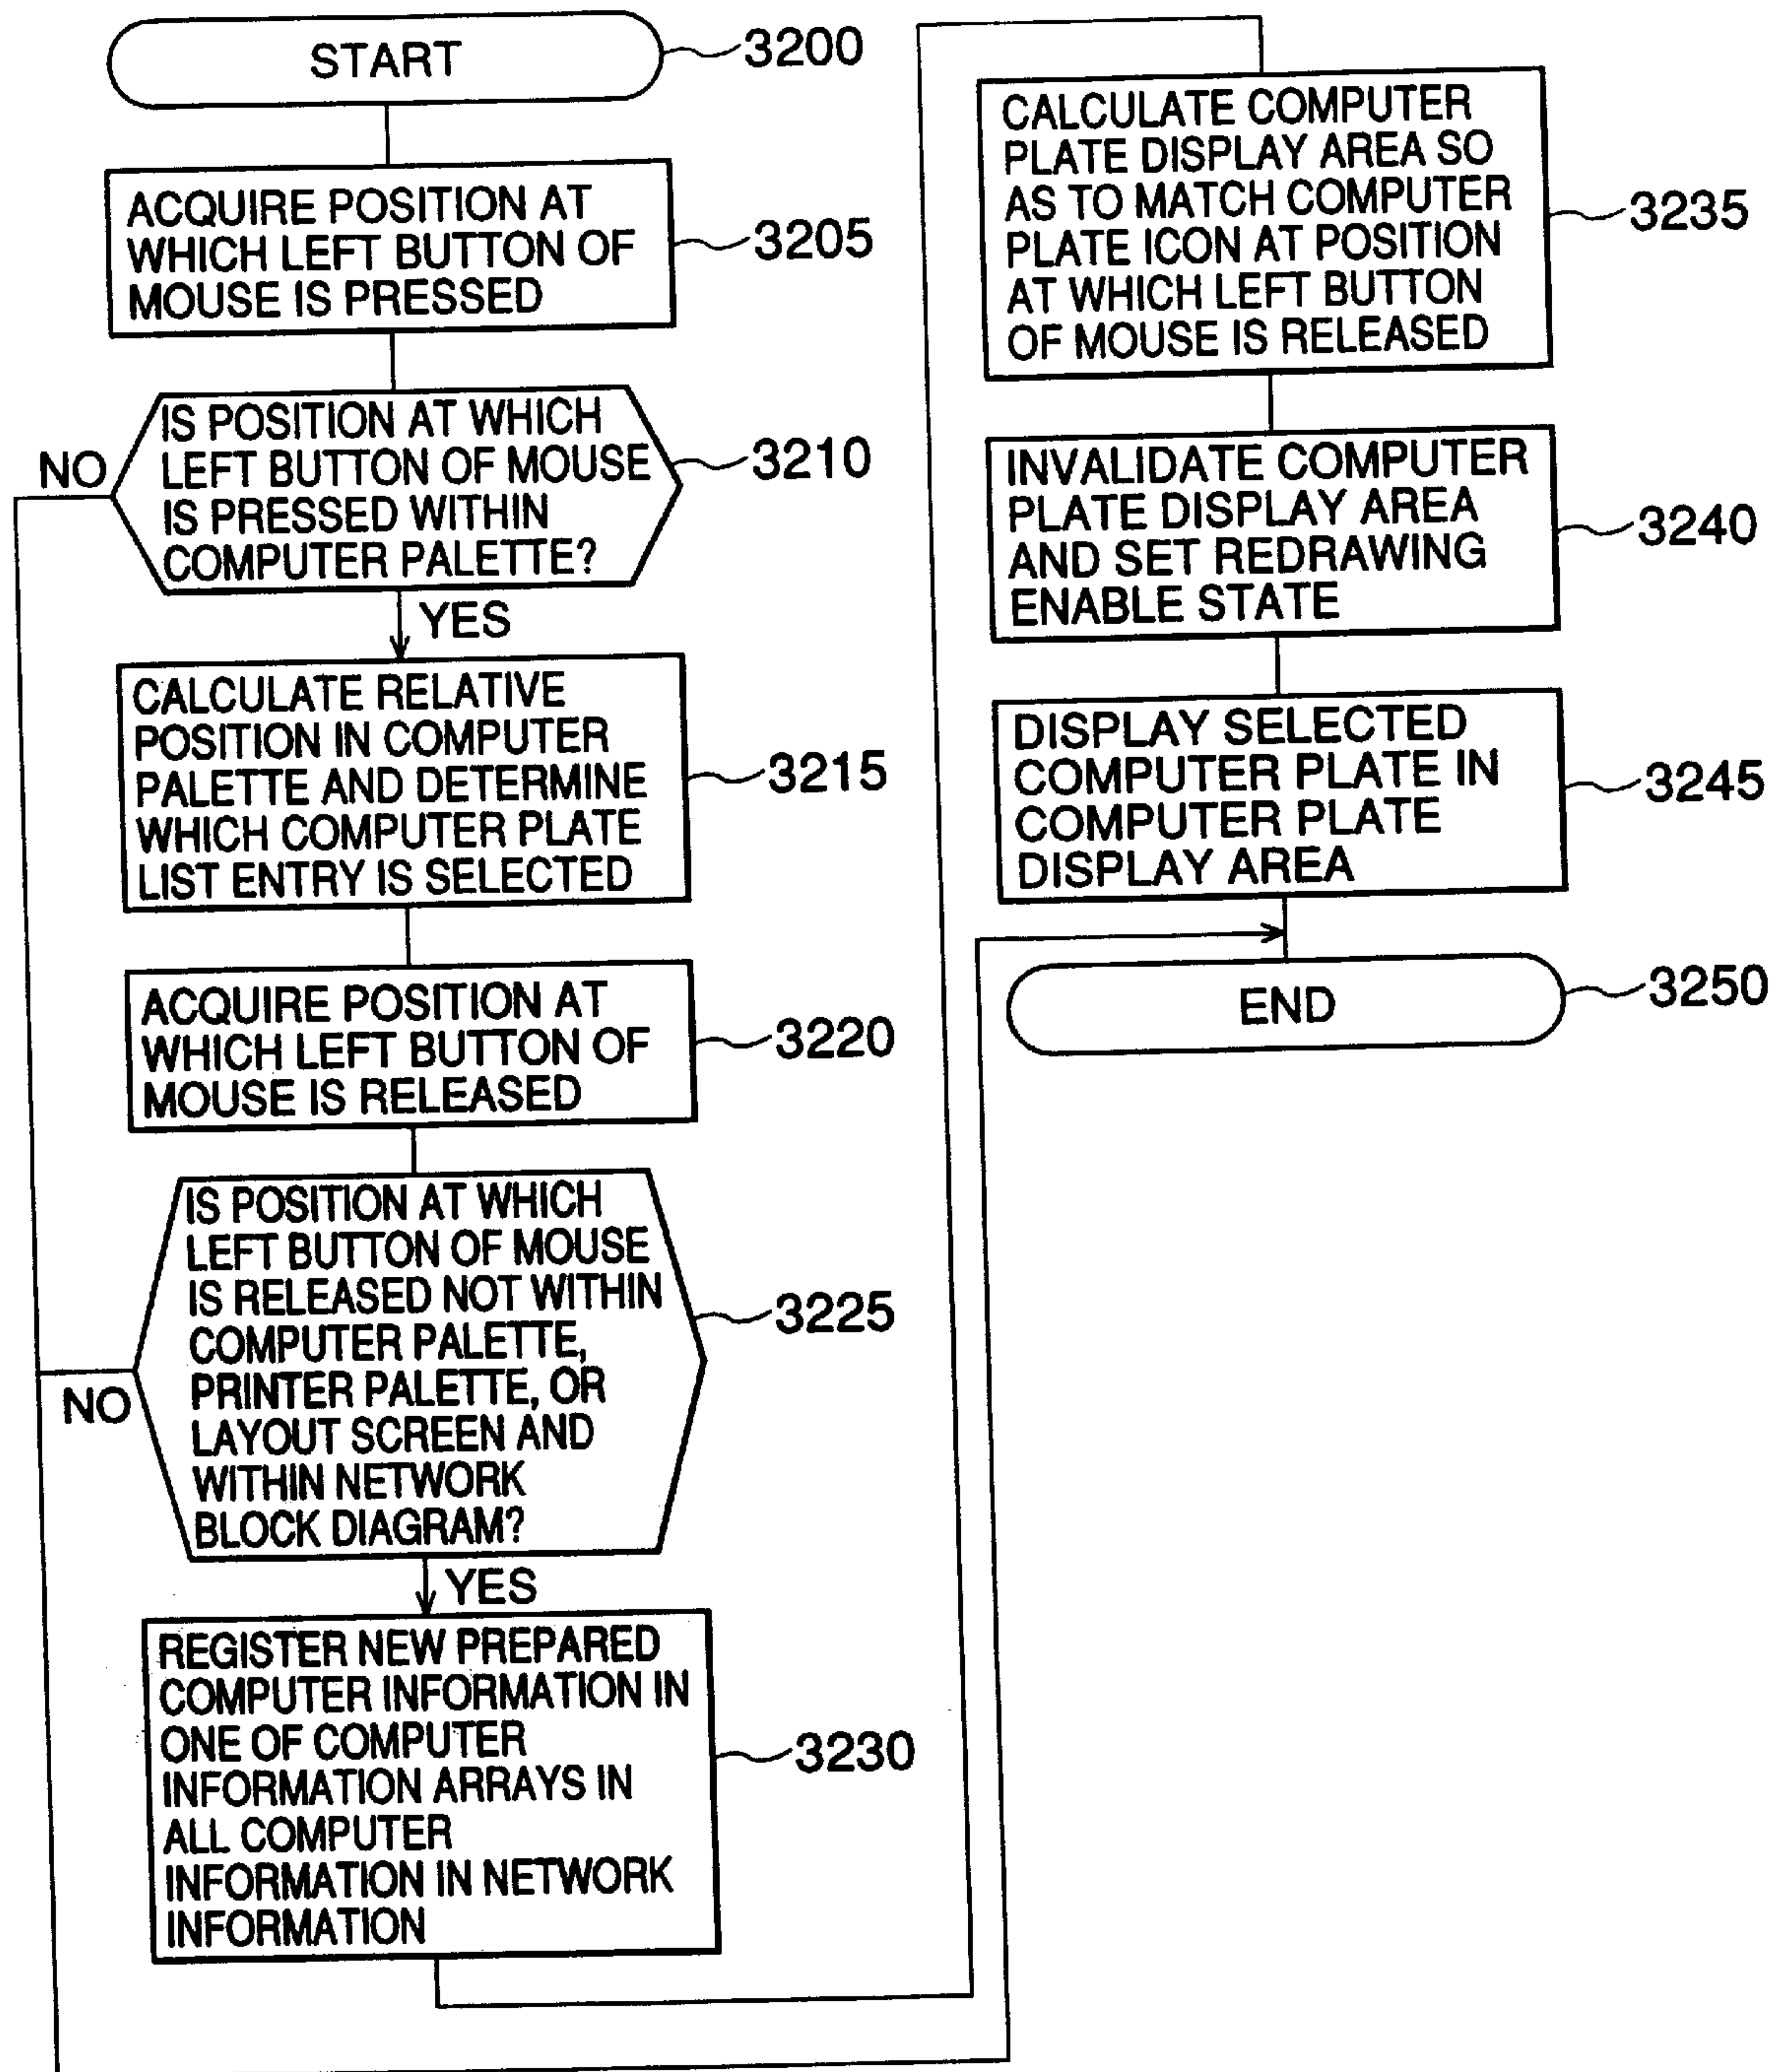 START
3200
ACQUIRE POSITION AT
WHICH LEFT BUTTON OF
MOUSE IS PRESSED
3205
IS POSITION AT WHICH
LEFT BUTTON OF MOUSE
IS PRESSED WITHIN
COMPUTER PALETTE?
3210
NO
YES
CALCULATE RELATIVE
POSITION IN COMPUTER
PALETTE AND DETERMINE
WHICH COMPUTER PLATE
LIST ENTRY IS SELECTED
3215
ACQUIRE POSITION AT
WHICH LEFT BUTTON OF
MOUSE IS RELEASED
3220
IS POSITION AT WHICH
LEFT BUTTON OF MOUSE
IS RELEASED NOT WITHIN
COMPUTER PALETTE,
PRINTER PALETTE, OR
LAYOUT SCREEN AND
WITHIN NETWORK
BLOCK DIAGRAM?
3225
NO
YES
REGISTER NEW PREPARED
COMPUTER INFORMATION IN
ONE OF COMPUTER
INFORMATION ARRAYS IN
ALL COMPUTER
INFORMATION IN NETWORK
INFORMATION
3230
CALCULATE COMPUTER
PLATE DISPLAY AREA SO
AS TO MATCH COMPUTER
PLATE ICON AT POSITION
AT WHICH LEFT BUTTON
OF MOUSE IS RELEASED
3235
INVALIDATE COMPUTER
PLATE DISPLAY AREA
AND SET REDRAWING
ENABLE STATE
3240
DISPLAY SELECTED
COMPUTER PLATE IN
COMPUTER PLATE
DISPLAY AREA
3245
END
3250